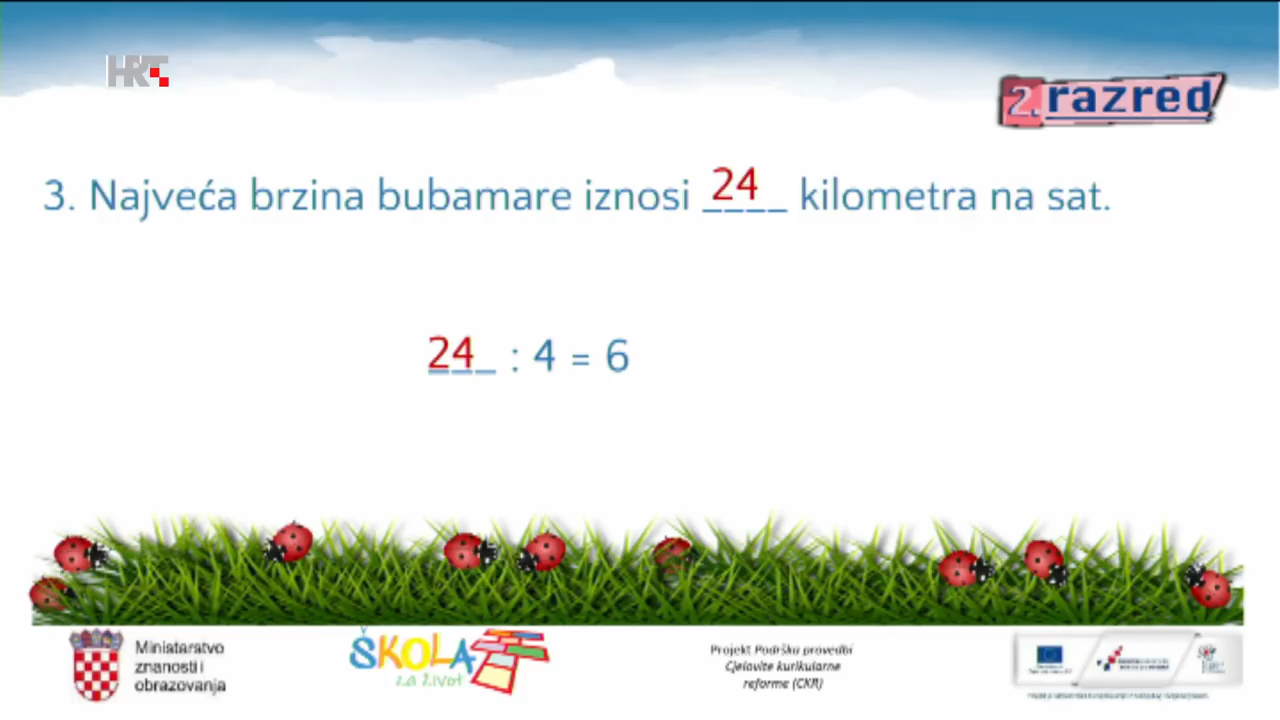 HRT
2. razred
3. Najveća brzina bubamare iznosi 24 kilometra na sat.
24 : 4 = 6
Ministarstvo
znanosti i
obrazovanja
ŠKOLA
za život
Projekt Podrška provedbi
Cjelovite kurikularne
reforme (CKR)